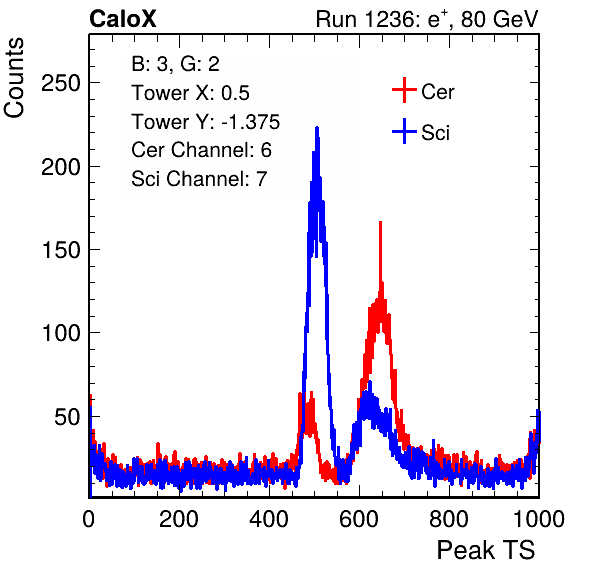 CaloX Run 1236: e⁺, 80 GeV
Counts
B: 3, G: 2
Tower X: 0.5
Tower Y: -1.375
Cer Channel: 6
Sci Channel: 7
Cer
Sci
250
200
150
100
50
0 200 400 600 800 1000
Peak TS